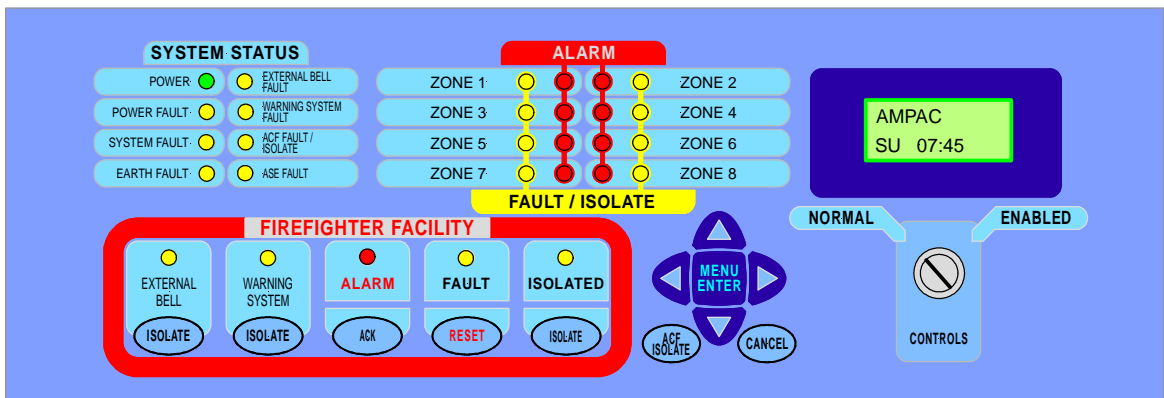 SYSTEM STATUS
POWER
EXTERNAL BELL
FAULT
POWER FAULT
WARNING SYSTEM
FAULT
SYSTEM FAULT
ACF FAULT /
ISOLATE
EARTH FAULT
ASE FAULT
ALARM
ZONE 1
ZONE 2
ZONE 3
ZONE 4
ZONE 5
ZONE 6
ZONE 7
ZONE 8
FAULT / ISOLATE
AMPAC
SU 07:45
NORMAL
ENABLED
CONTROLS
FIREFIGHTER FACILITY
EXTERNAL
BELL
ISOLATE
WARNING
SYSTEM
ISOLATE
ALARM
ACK
FAULT
RESET
ISOLATED
ISOLATE
MENU
ENTER
ACF
ISOLATE
CANCEL